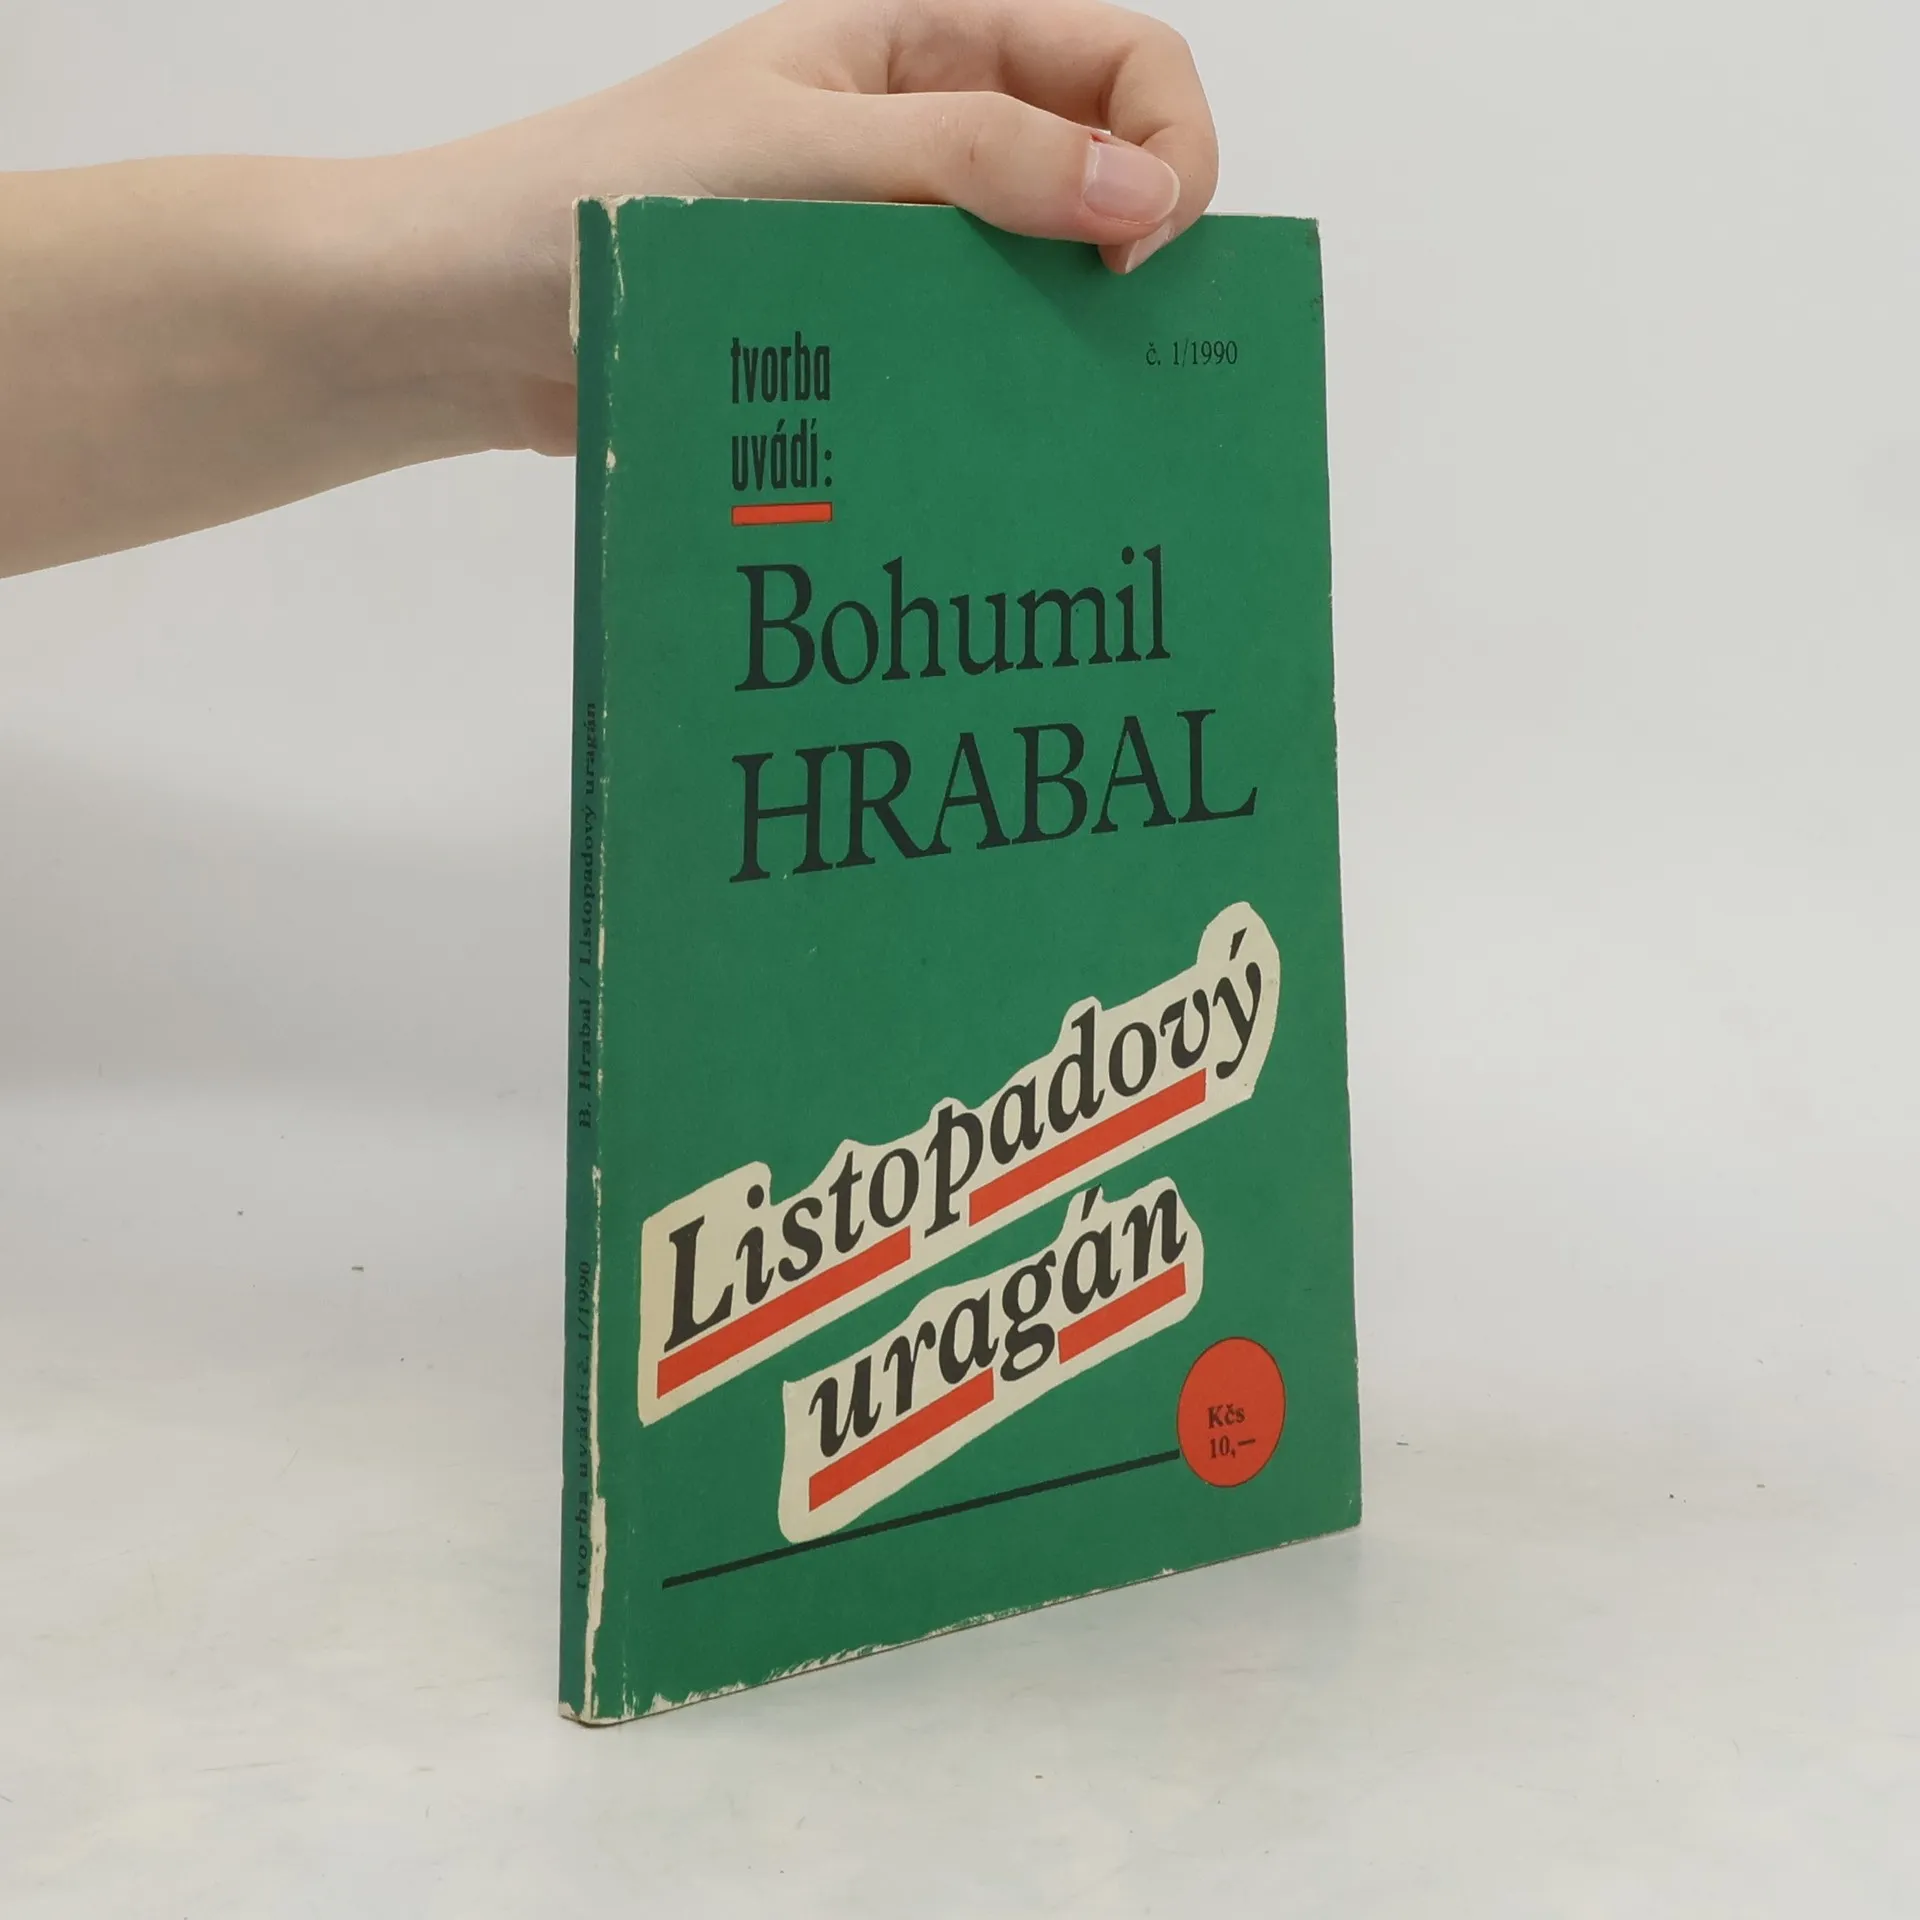 tvorba
uvádí:
č. 1/1990
Bohumil
HRABAL
Listopadový
uragán
Kčs
10,—
tvorba uvádí: č. 1/1990 B. Hrabal / Listopadový uragán